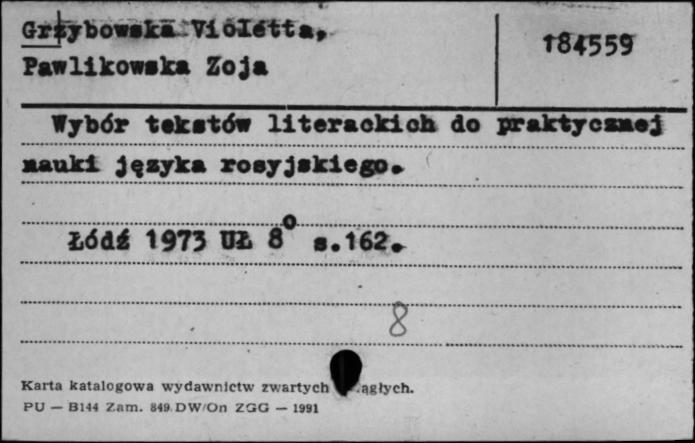 Grzybowska Violetta,
184559
Pawlikowska Zoja
Wybór tekstów literackich do praktycznej
nauki języka rosyjskiego.
Łódź 1973 UŁ 8° s.162.
8
Karta katalogowa wydawnictw zwartych ągłych.
PU — B144 Zam. 849. DW/On ZGG — 1991